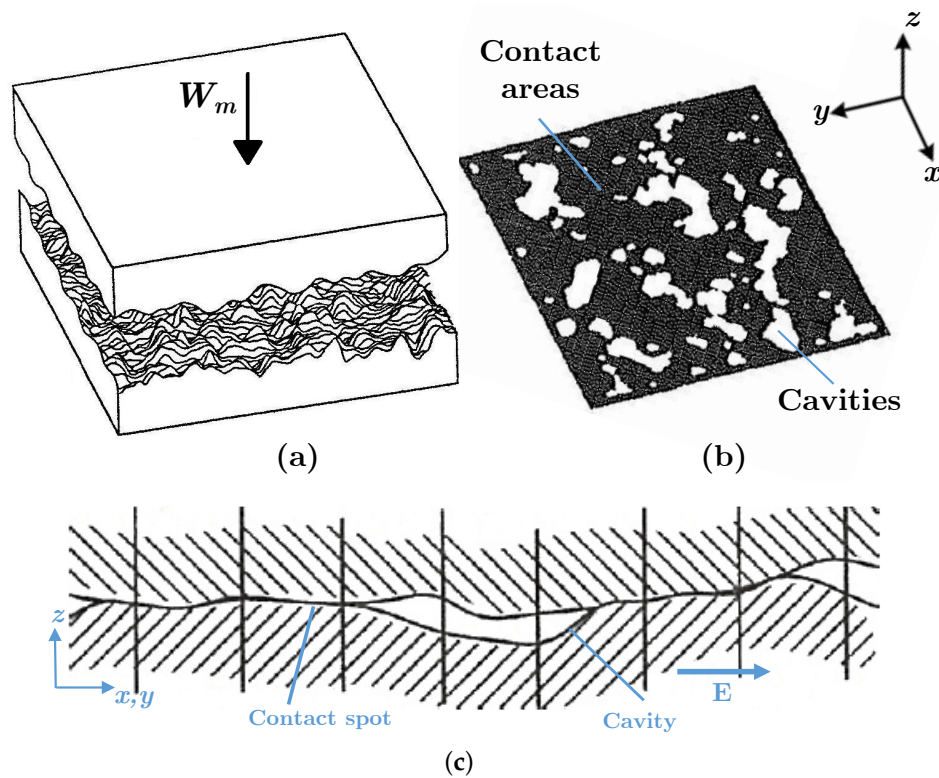 W_m
Contact
areas
z
y
x
Cavities
(a)
(b)
z
x, y
Contact spot
Cavity
E
(c)